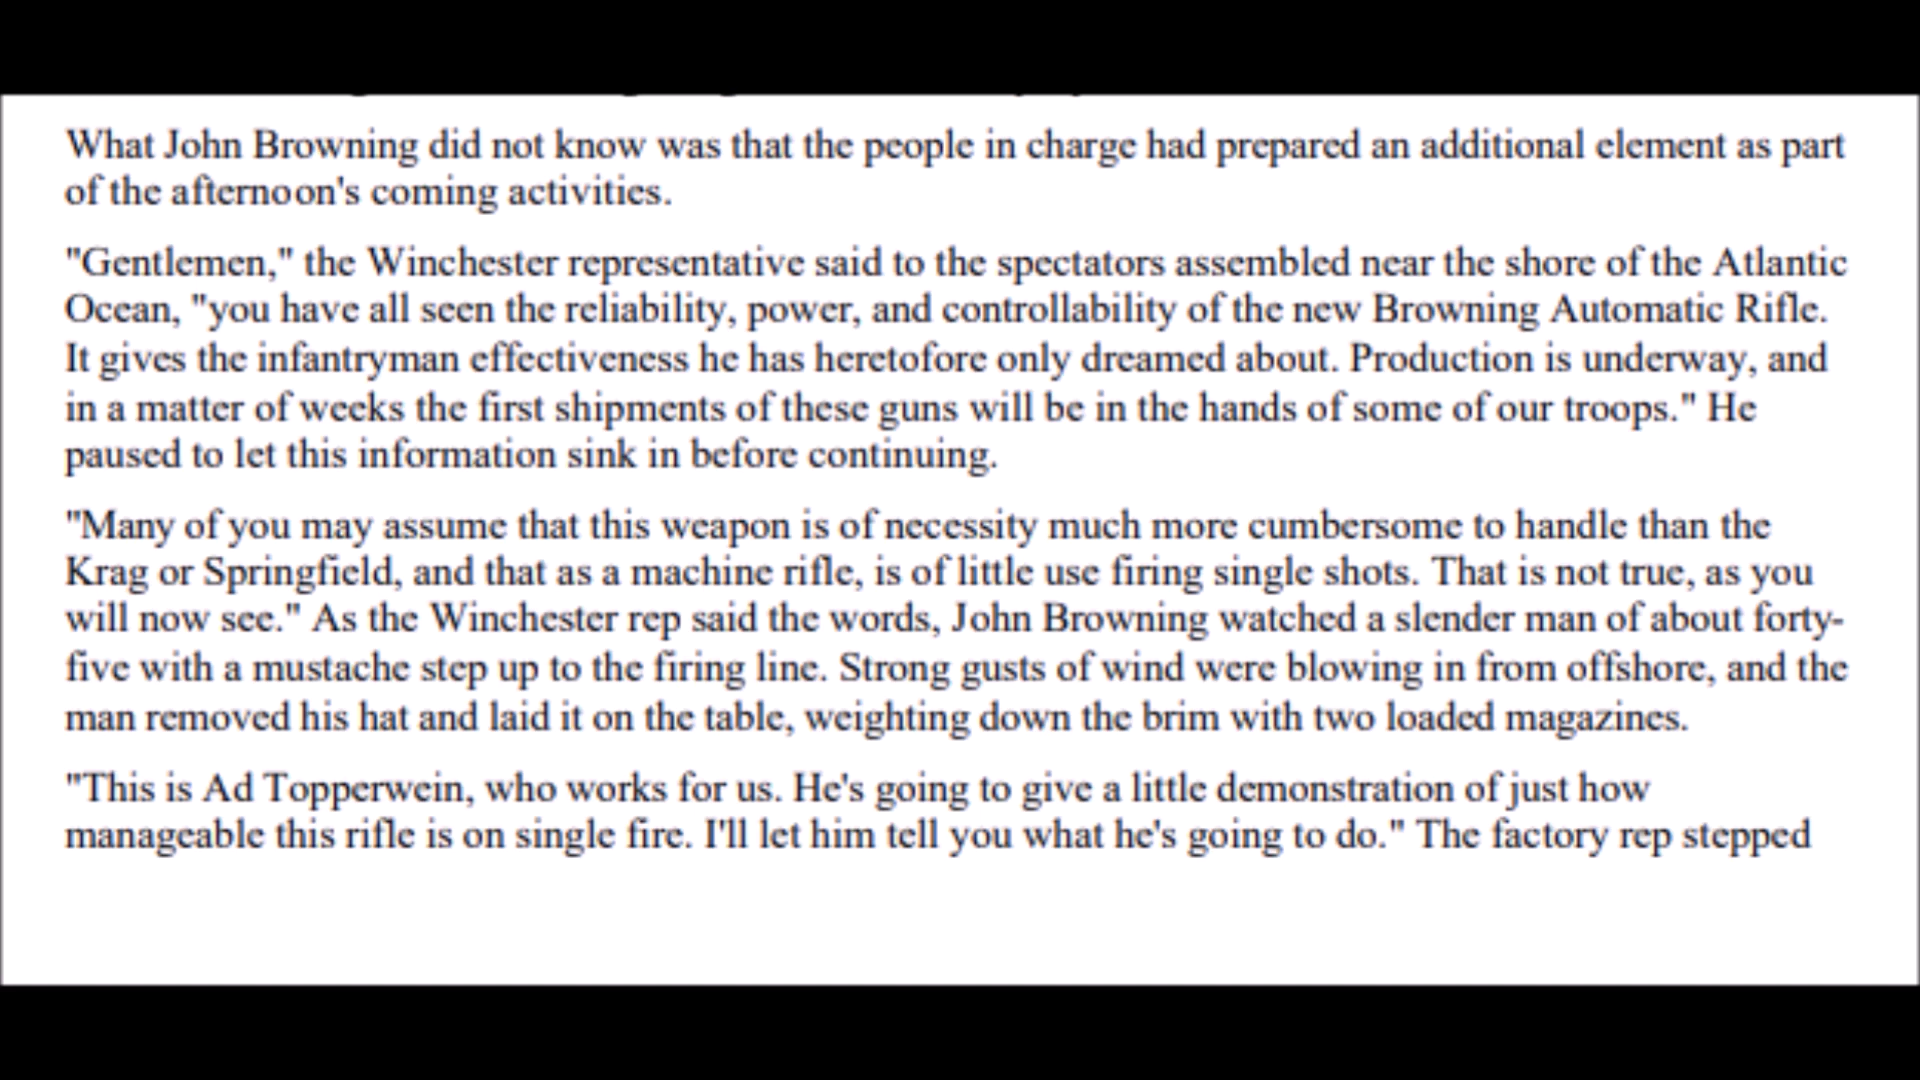 What John Browning did not know was that the people in charge had prepared an additional element as part
of the afternoon's coming activities.
"Gentlemen," the Winchester representative said to the spectators assembled near the shore of the Atlantic
Ocean, "you have all seen the reliability, power, and controllability of the new Browning Automatic Rifle.
It gives the infantryman effectiveness he has heretofore only dreamed about. Production is underway, and
in a matter of weeks the first shipments of these guns will be in the hands of some of our troops." He
paused to let this information sink in before continuing.
"Many of you may assume that this weapon is of necessity much more cumbersome to handle than the
Krag or Springfield, and that as a machine rifle, is of little use firing single shots. That is not true, as you
will now see." As the Winchester rep said the words, John Browning watched a slender man of about forty-
five with a mustache step up to the firing line. Strong gusts of wind were blowing in from offshore, and the
man removed his hat and laid it on the table, weighting down the brim with two loaded magazines.
"This is Ad Topperwein, who works for us. He's going to give a little demonstration of just how
manageable this rifle is on single fire. I'll let him tell you what he's going to do." The factory rep stepped